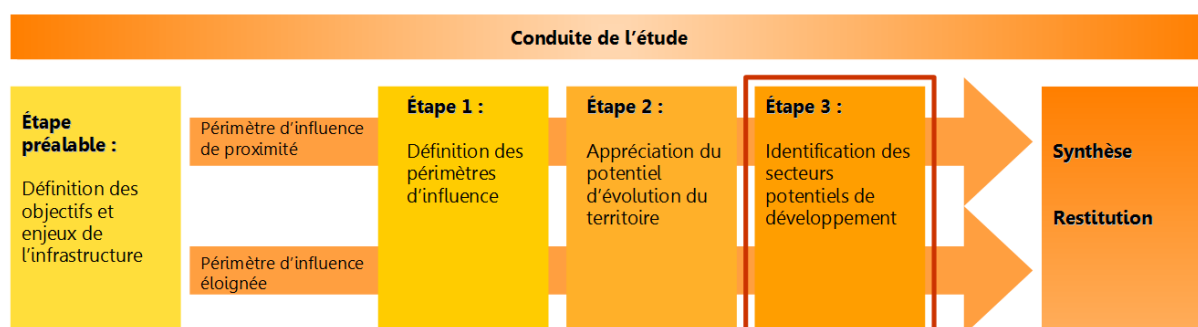 Conduite de l’étude
Étape
préalable :
Définition des
objectifs et
enjeux de
l’infrastructure
Périmètre d’influence
de proximité
Périmètre d’influence
éloignée
Étape 1 :
Définition des
périmètres
d’influence
Étape 2 :
Appréciation du
potentiel
d’évolution du
territoire
Étape 3 :
Identification des
secteurs
potentiels de
développement
Synthèse
Restitution